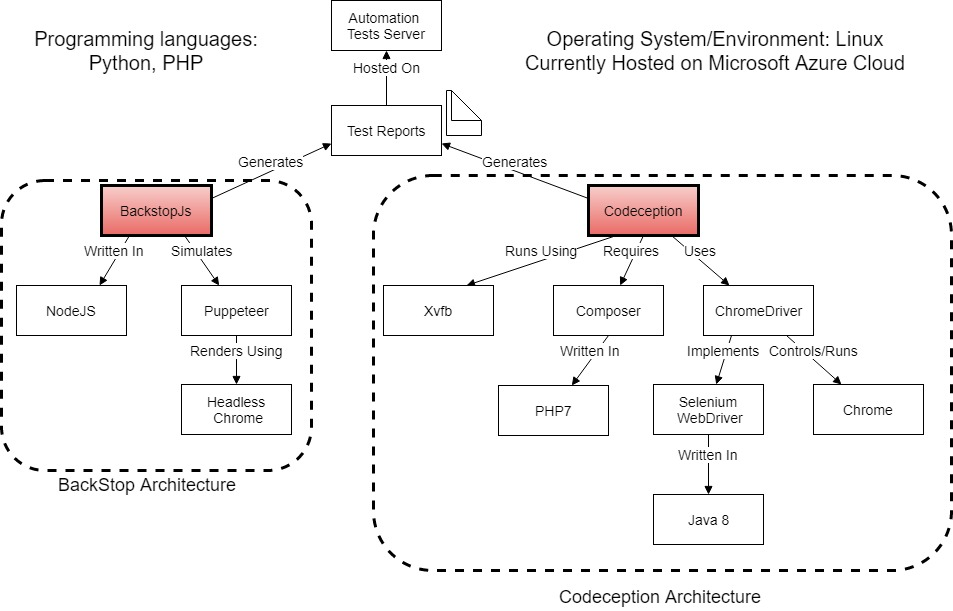 Programming languages:
Python, PHP
Automation
Tests Server
Operating System/Environment: Linux
Currently Hosted on Microsoft Azure Cloud
Hosted On
Test Reports
Generates
Generates
BackstopJs
Written In
Simulates
NodeJS
Puppeteer
Renders Using
Headless
Chrome
BackStop Architecture
Codeception
Runs Using
Requires
Uses
Xvfb
Composer
ChromeDriver
Written In
Implements
Controls/Runs
PHP7
Selenium
WebDriver
Chrome
Written In
Java 8
Codeception Architecture